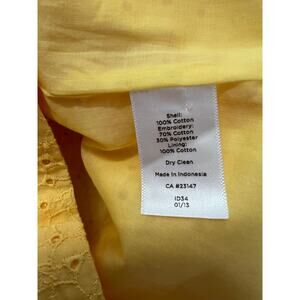 Shell:
100% Cotton
Embroidery:
70% Cotton
30% Polyester
Lining:
100% Cotton
Dry Clean
Made In Indonesia
CA #23147
ID34
01/13